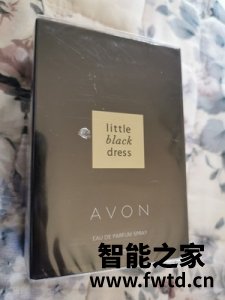 little
black
dress
AVON
EAU DE PARFUM SPRAY
智能之家
www.fwtd.cn